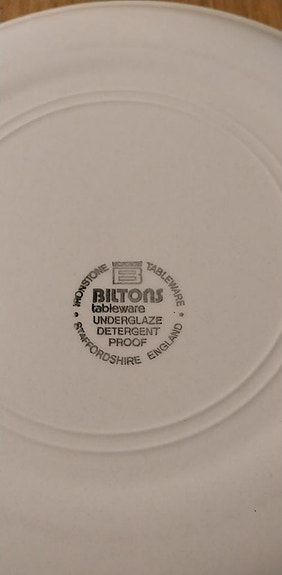 IRONSTONE TABLEWARE
B
BILTONS
tableware
UNDERGLAZE
DETERGENT
PROOF
• STAFFORDSHIRE ENGLAND •